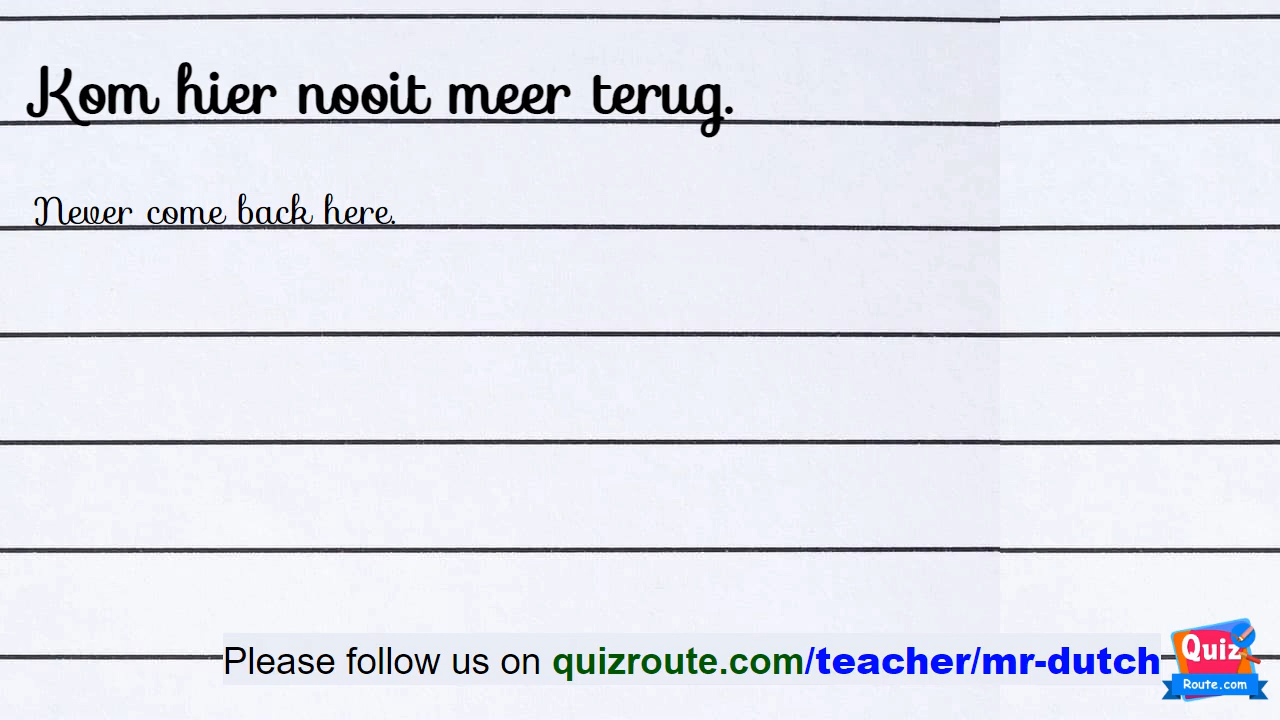 Kom hier nooit meer terug.
Never come back here.
Please follow us on quizroute.com/teacher/mr-dutch
Quiz
Route.com